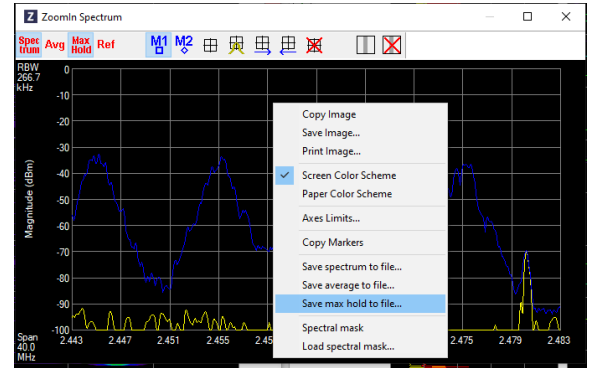 Z ZoomIn Spectrum
Spec trum Avg Max Hold Ref M1 M2
RBW
266.7
kHz
0
-10
-20
-30
-40
-50
-60
-70
-80
-90
-100
Magnitude (dBm)
Copy Image
Save Image...
Print Image...
Screen Color Scheme
Paper Color Scheme
Axes Limits...
Copy Markers
Save spectrum to file...
Save average to file...
Save max hold to file...
Spectral mask
Load spectral mask...
Span
40.0
MHz
2.443 2.447 2.451 2.455 2.45 2.475 2.479 2.483